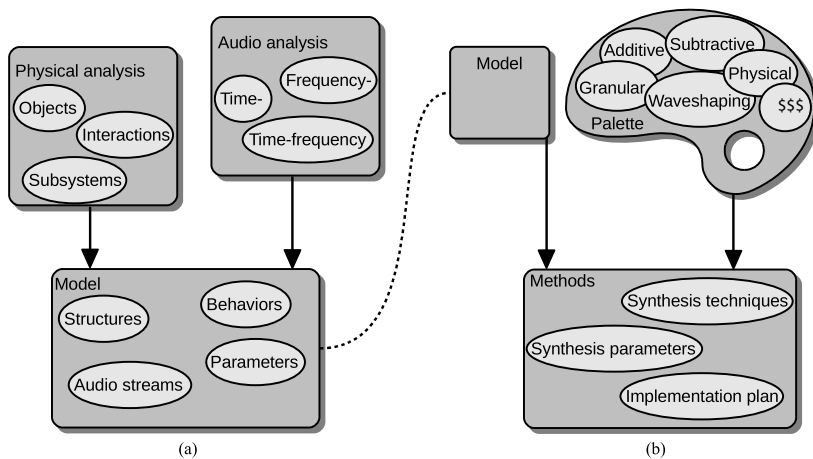 Physical analysis
Objects
Interactions
Subsystems
Audio analysis
Frequency-
Time-
Time-frequency
Model
Structures
Behaviors
Parameters
Audio streams
(a)
Model
Additive
Subtractive
Physical
Granular
Waveshaping
$$$
Palette
Methods
Synthesis techniques
Synthesis parameters
Implementation plan
(b)